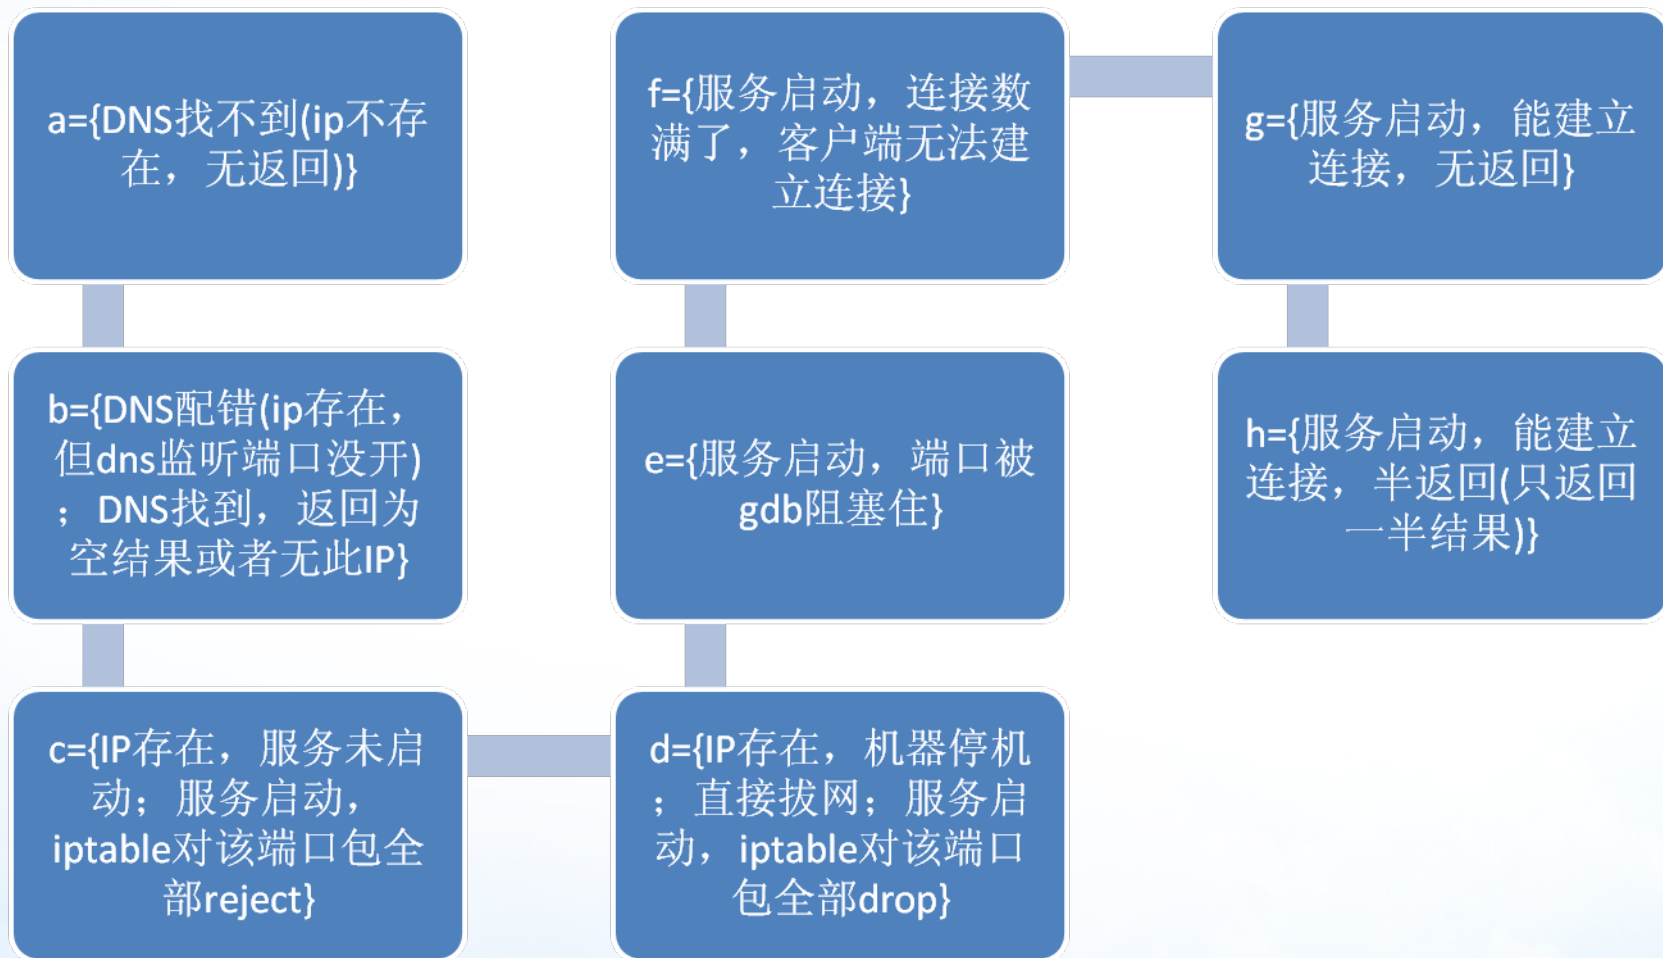 a={DNS找不到(ip不存
在，无返回)}
b={DNS配错(ip存在，
但dns监听端口没开)
；DNS找到，返回为
空结果或者无此IP}
c={IP存在，服务未启
动；服务启动，
iptable对该端口包全
部reject}
d={IP存在，机器停机
；直接拔网；服务启
动，iptable对该端口
包全部drop}
e={服务启动，端口被
gdb阻塞住}
f={服务启动，连接数
满了，客户端无法建
立连接}
g={服务启动，能建立
连接，无返回}
h={服务启动，能建立
连接，半返回(只返回
一半结果)}